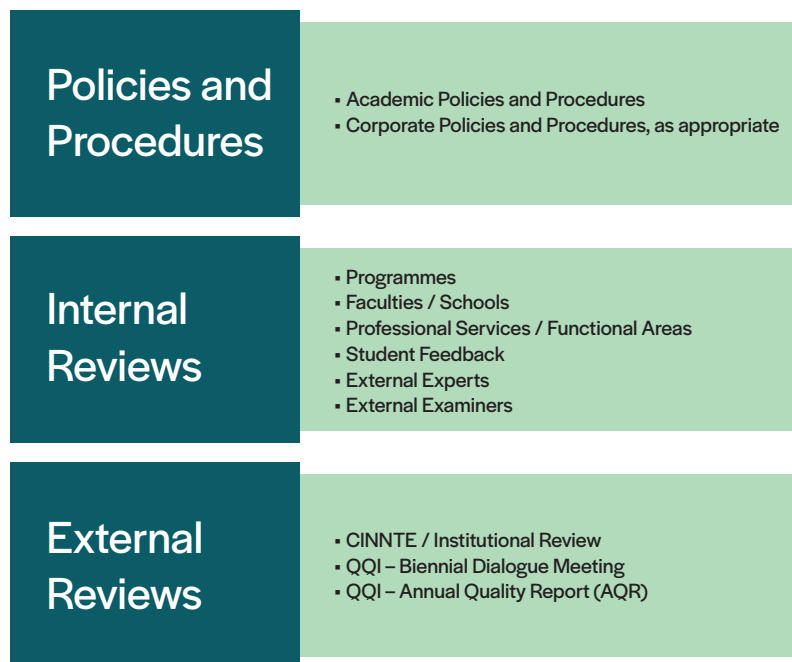 Policies and
Procedures
▪ Academic Policies and Procedures
▪ Corporate Policies and Procedures, as appropriate
Internal
Reviews
▪ Programmes
▪ Faculties / Schools
▪ Professional Services / Functional Areas
▪ Student Feedback
▪ External Experts
▪ External Examiners
External
Reviews
▪ CINNTE / Institutional Review
▪ QQI – Biennial Dialogue Meeting
▪ QQI – Annual Quality Report (AQR)